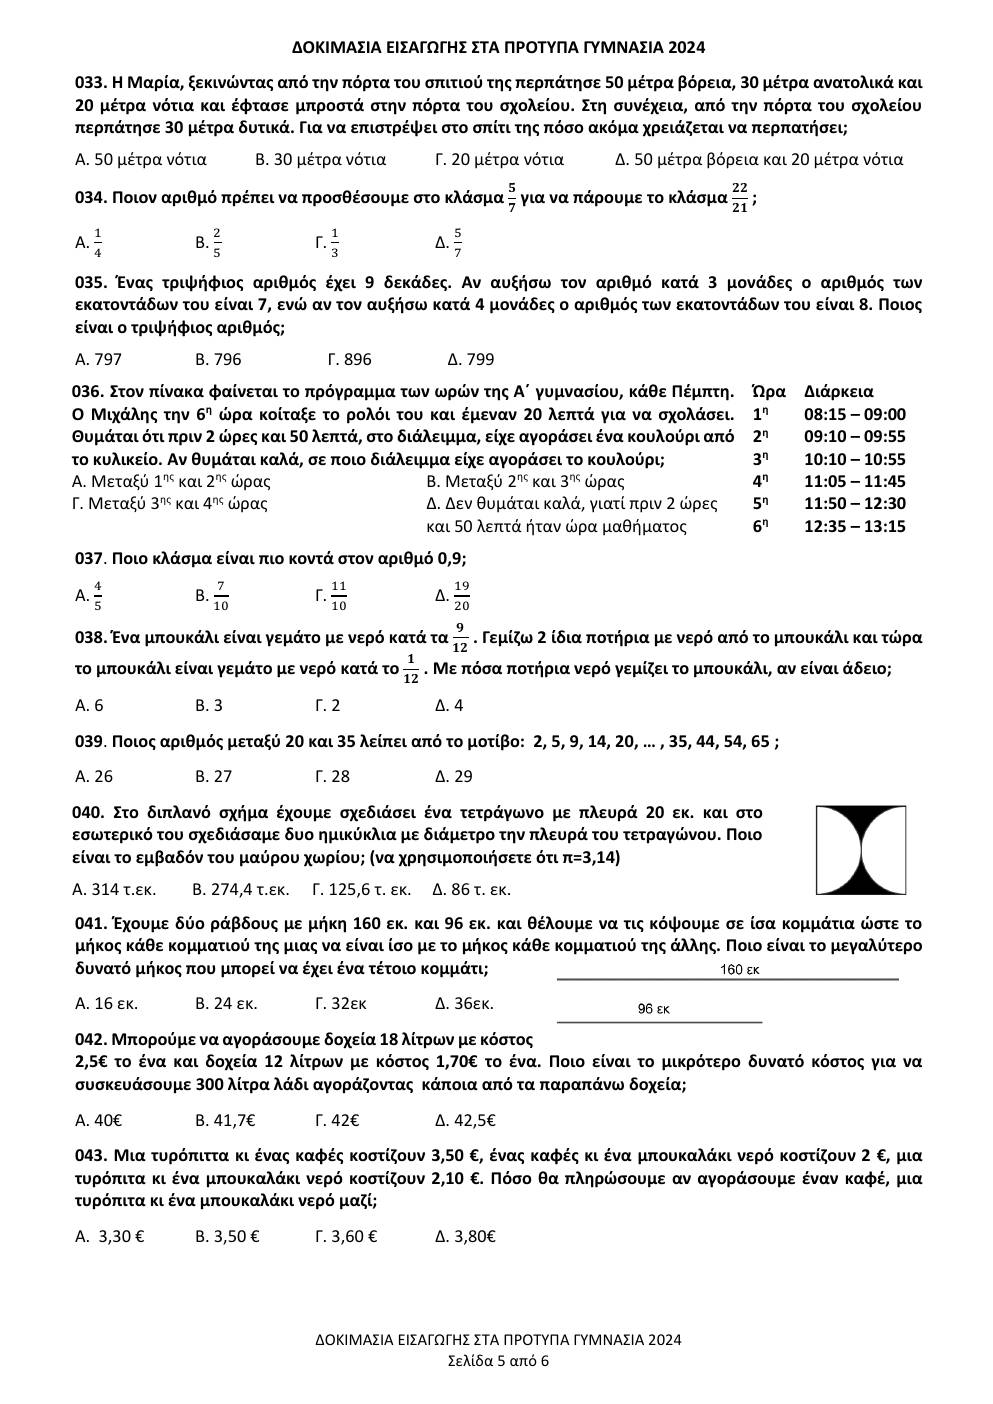 ΔΟΚΙΜΑΣΙΑ ΕΙΣΑΓΩΓΗΣ ΣΤΑ ΠΡΟΤΥΠΑ ΓΥΜΝΑΣΙΑ 2024
033. Η Μαρία, ξεκινώντας από την πόρτα του σπιτιού της περπάτησε 50 μέτρα βόρεια, 30 μέτρα ανατολικά και
20 μέτρα νότια και έφτασε μπροστά στην πόρτα του σχολείου. Στη συνέχεια, από την πόρτα του σχολείου
περπάτησε 30 μέτρα δυτικά. Για να επιστρέψει στο σπίτι της πόσο ακόμα χρειάζεται να περπατήσει;
Α. 50 μέτρα νότια Β. 30 μέτρα νότια Γ. 20 μέτρα νότια Δ. 50 μέτρα βόρεια και 20 μέτρα νότια
034. Ποιον αριθμό πρέπει να προσθέσουμε στο κλάσμα 5/7 για να πάρουμε το κλάσμα 22/21 ;
Α. 1/4 Β. 2/5 Γ. 1/3 Δ. 5/7
035. Ένας τριψήφιος αριθμός έχει 9 δεκάδες. Αν αυξήσω τον αριθμό κατά 3 μονάδες ο αριθμός των
εκατοντάδων του είναι 7, ενώ αν τον αυξήσω κατά 4 μονάδες ο αριθμός των εκατοντάδων του είναι 8. Ποιος
είναι ο τριψήφιος αριθμός;
Α. 797 Β. 796 Γ. 896 Δ. 799
036. Στον πίνακα φαίνεται το πρόγραμμα των ωρών της Α΄ γυμνασίου, κάθε Πέμπτη.
Ο Μιχάλης την 6η ώρα κοίταξε το ρολόι του και έμεναν 20 λεπτά για να σχολάσει.
Θυμάται ότι πριν 2 ώρες και 50 λεπτά, στο διάλειμμα, είχε αγοράσει ένα κουλούρι από
το κυλικείο. Αν θυμάται καλά, σε ποιο διάλειμμα είχε αγοράσει το κουλούρι;
Α. Μεταξύ 1ης και 2ης ώρας Β. Μεταξύ 2ης και 3ης ώρας
Γ. Μεταξύ 3ης και 4ης ώρας Δ. Δεν θυμάται καλά, γιατί πριν 2 ώρες
και 50 λεπτά ήταν ώρα μαθήματος
Ώρα Διάρκεια
1η 08:15 – 09:00
2η 09:10 – 09:55
3η 10:10 – 10:55
4η 11:05 – 11:45
5η 11:50 – 12:30
6η 12:35 – 13:15
037. Ποιο κλάσμα είναι πιο κοντά στον αριθμό 0,9;
Α. 4/5 Β. 7/10 Γ. 11/10 Δ. 19/20
038. Ένα μπουκάλι είναι γεμάτο με νερό κατά τα 9/12 . Γεμίζω 2 ίδια ποτήρια με νερό από το μπουκάλι και τώρα
το μπουκάλι είναι γεμάτο με νερό κατά το 1/12 . Με πόσα ποτήρια νερό γεμίζει το μπουκάλι, αν είναι άδειο;
Α. 6 Β. 3 Γ. 2 Δ. 4
039. Ποιος αριθμός μεταξύ 20 και 35 λείπει από το μοτίβο: 2, 5, 9, 14, 20, … , 35, 44, 54, 65 ;
Α. 26 Β. 27 Γ. 28 Δ. 29
040. Στο διπλανό σχήμα έχουμε σχεδιάσει ένα τετράγωνο με πλευρά 20 εκ. και στο
εσωτερικό του σχεδιάσαμε δυο ημικύκλια με διάμετρο την πλευρά του τετραγώνου. Ποιο
είναι το εμβαδόν του μαύρου χωρίου; (να χρησιμοποιήσετε ότι π=3,14)
Α. 314 τ.εκ. Β. 274,4 τ.εκ. Γ. 125,6 τ. εκ. Δ. 86 τ. εκ.
041. Έχουμε δύο ράβδους με μήκη 160 εκ. και 96 εκ. και θέλουμε να τις κόψουμε σε ίσα κομμάτια ώστε το
μήκος κάθε κομματιού της μιας να είναι ίσο με το μήκος κάθε κομματιού της άλλης. Ποιο είναι το μεγαλύτερο
δυνατό μήκος που μπορεί να έχει ένα τέτοιο κομμάτι;
160 εκ
Α. 16 εκ. Β. 24 εκ. Γ. 32εκ Δ. 36εκ.
96 εκ
042. Μπορούμε να αγοράσουμε δοχεία 18 λίτρων με κόστος
2,5€ το ένα και δοχεία 12 λίτρων με κόστος 1,70€ το ένα. Ποιο είναι το μικρότερο δυνατό κόστος για να
συσκευάσουμε 300 λίτρα λάδι αγοράζοντας κάποια από τα παραπάνω δοχεία;
Α. 40€ Β. 41,7€ Γ. 42€ Δ. 42,5€
043. Μια τυρόπιττα κι ένας καφές κοστίζουν 3,50 €, ένας καφές κι ένα μπουκαλάκι νερό κοστίζουν 2 €, μια
τυρόπιτα κι ένα μπουκαλάκι νερό κοστίζουν 2,10 €. Πόσο θα πληρώσουμε αν αγοράσουμε έναν καφέ, μια
τυρόπιτα κι ένα μπουκαλάκι νερό μαζί;
Α. 3,30 € Β. 3,50 € Γ. 3,60 € Δ. 3,80€
ΔΟΚΙΜΑΣΙΑ ΕΙΣΑΓΩΓΗΣ ΣΤΑ ΠΡΟΤΥΠΑ ΓΥΜΝΑΣΙΑ 2024
Σελίδα 5 από 6